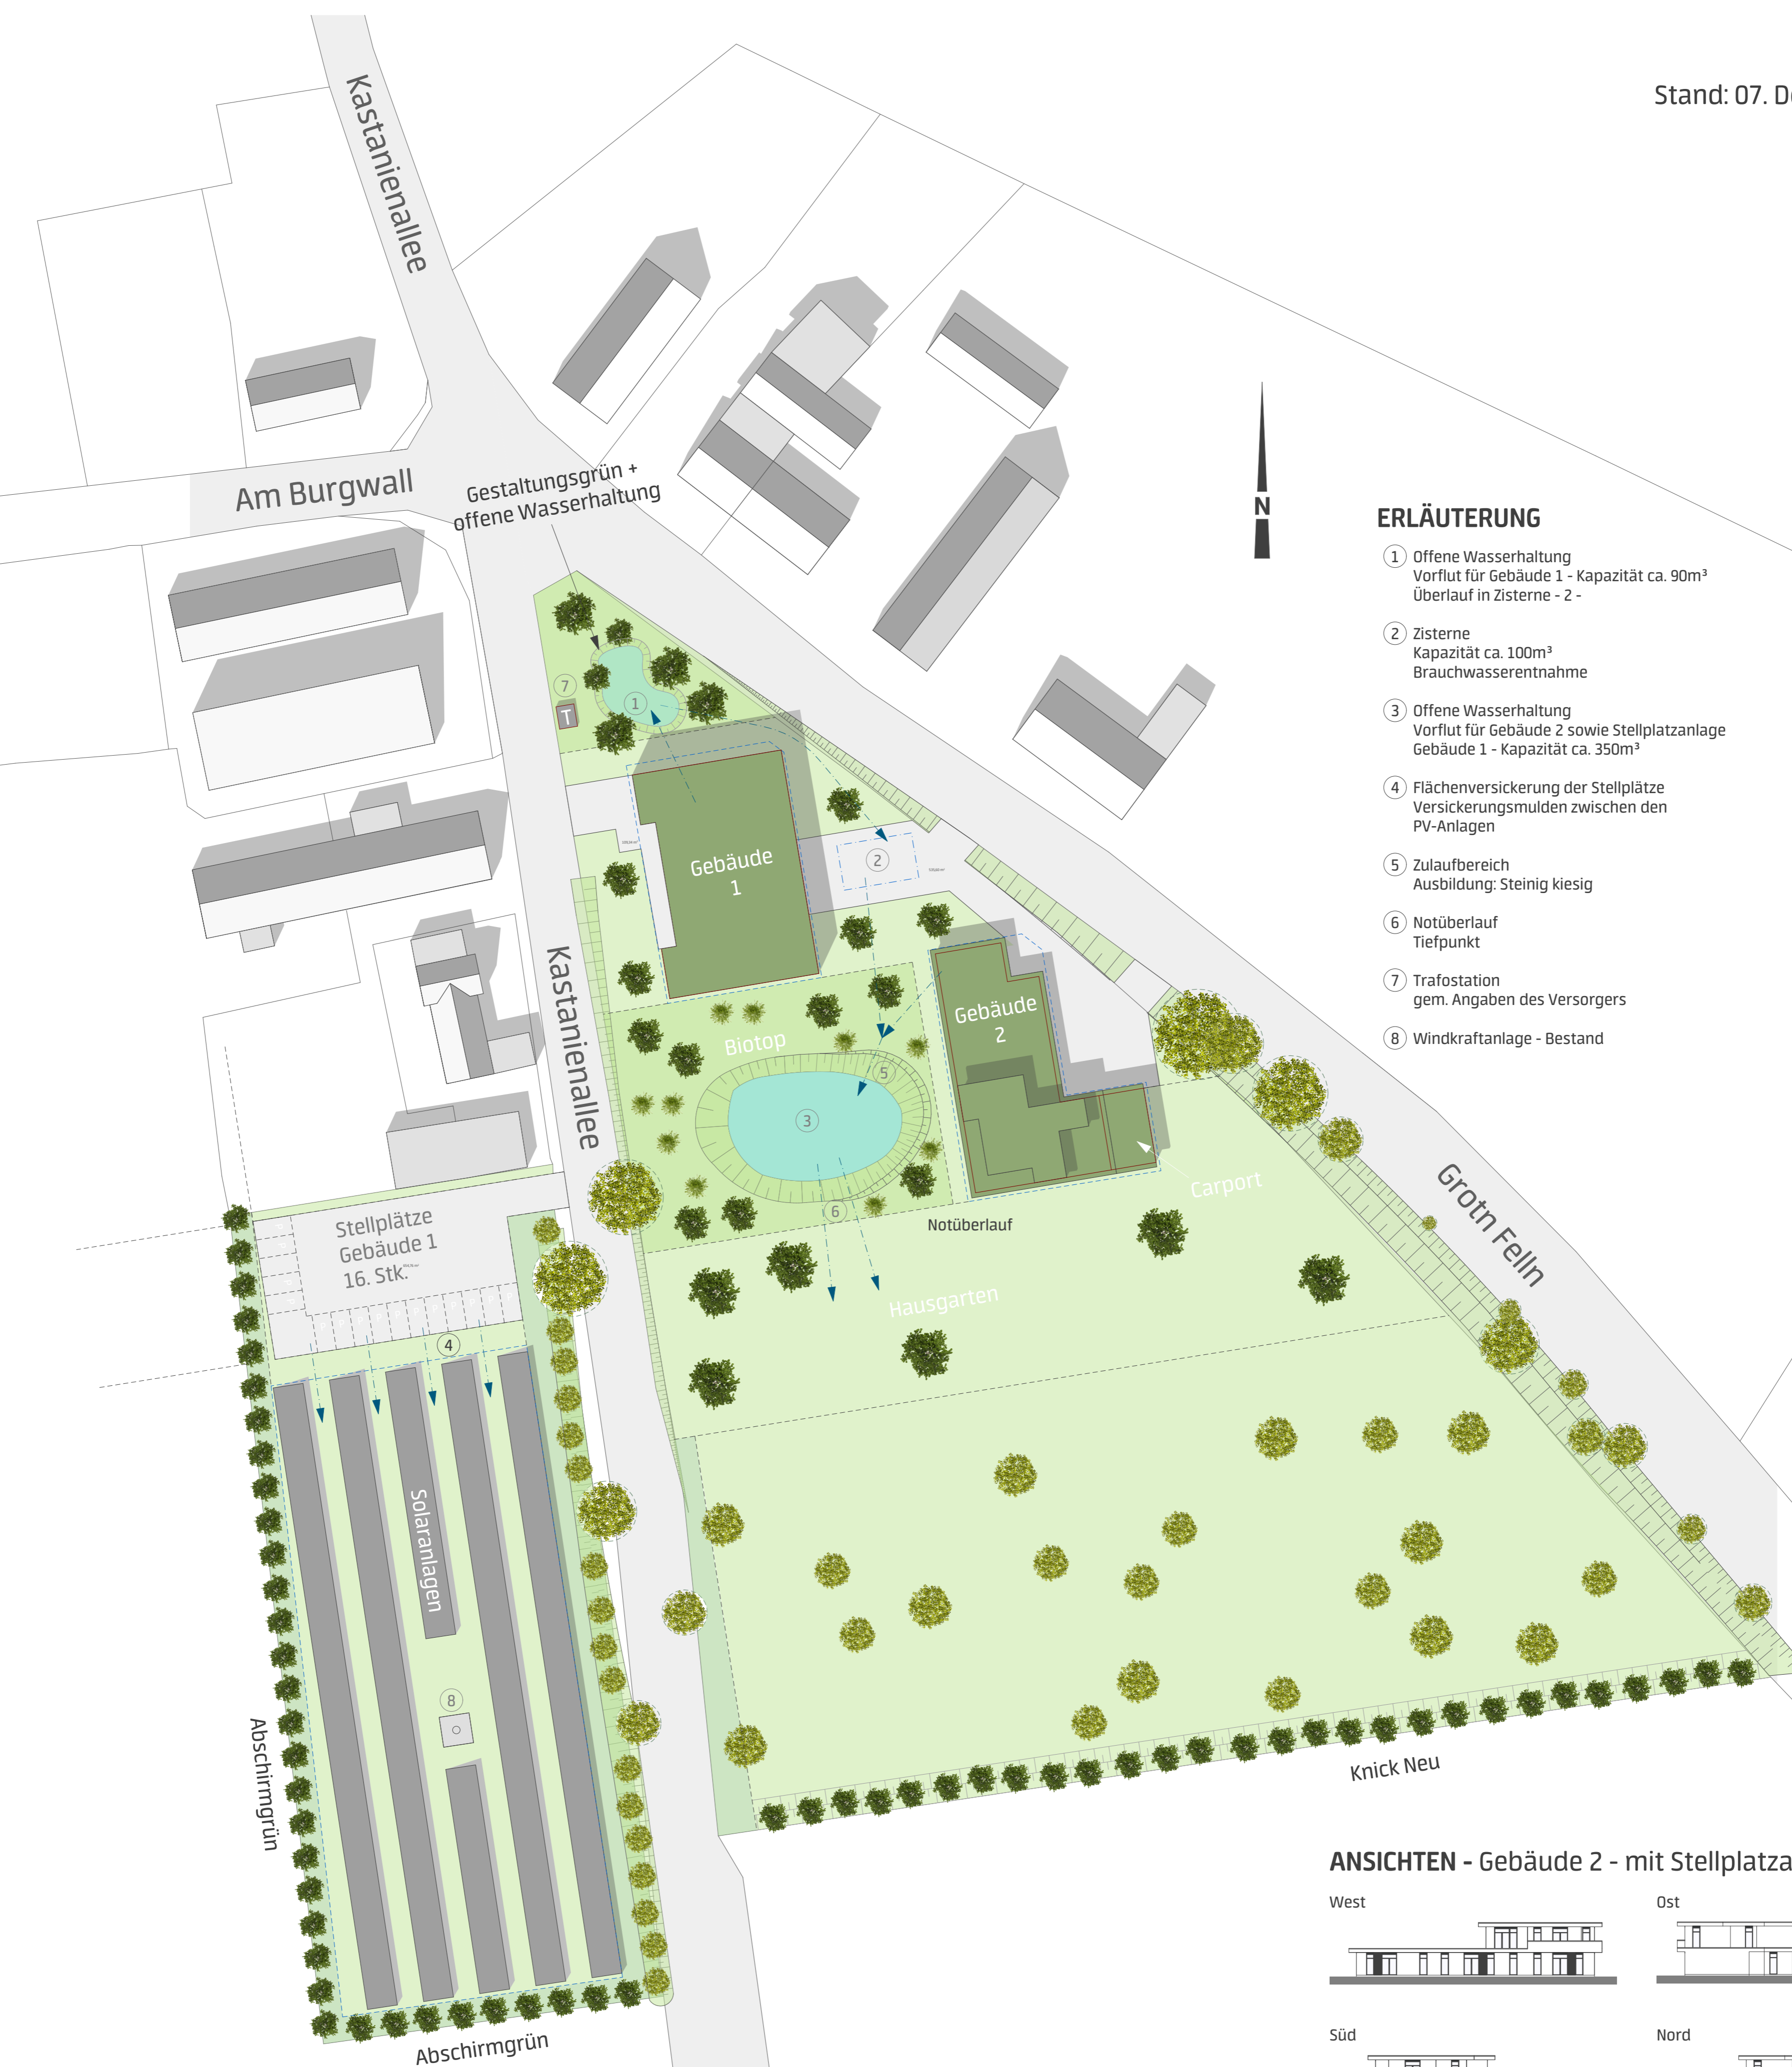 Stand: 07. D
Kastanienallee
Am Burgwall
Gestaltungsgrün +
offene Wasserhaltung
N
ERLÄUTERUNG
1 Offene Wasserhaltung
Vorflut für Gebäude 1 - Kapazität ca. 90m³
Überlauf in Zisterne - 2 -
2 Zisterne
Kapazität ca. 100m³
Brauchwasserentnahme
3 Offene Wasserhaltung
Vorflut für Gebäude 2 sowie Stellplatzanlage
Gebäude 1 - Kapazität ca. 350m³
4 Flächenversickerung der Stellplätze
Versickerungsmulden zwischen den
PV-Anlagen
5 Zulaufbereich
Ausbildung: Steinig kiesig
6 Notüberlauf
Tiefpunkt
7 Trafostation
gem. Angaben des Versorgers
8 Windkraftanlage - Bestand
7
T
1
Gebäude
1
2
Kastanienallee
Gebäude
2
Biotop
5
3
Carport
6
Notüberlauf
Hausgarten
Grotn Felln
Stellplätze
Gebäude 1
16. Stk.
P P P P P P P P P P P
4
Solaranlagen
8
Abschirmgrün
Abschirmgrün
Knick Neu
ANSICHTEN - Gebäude 2 - mit Stellplatza
West
Ost
Süd
Nord